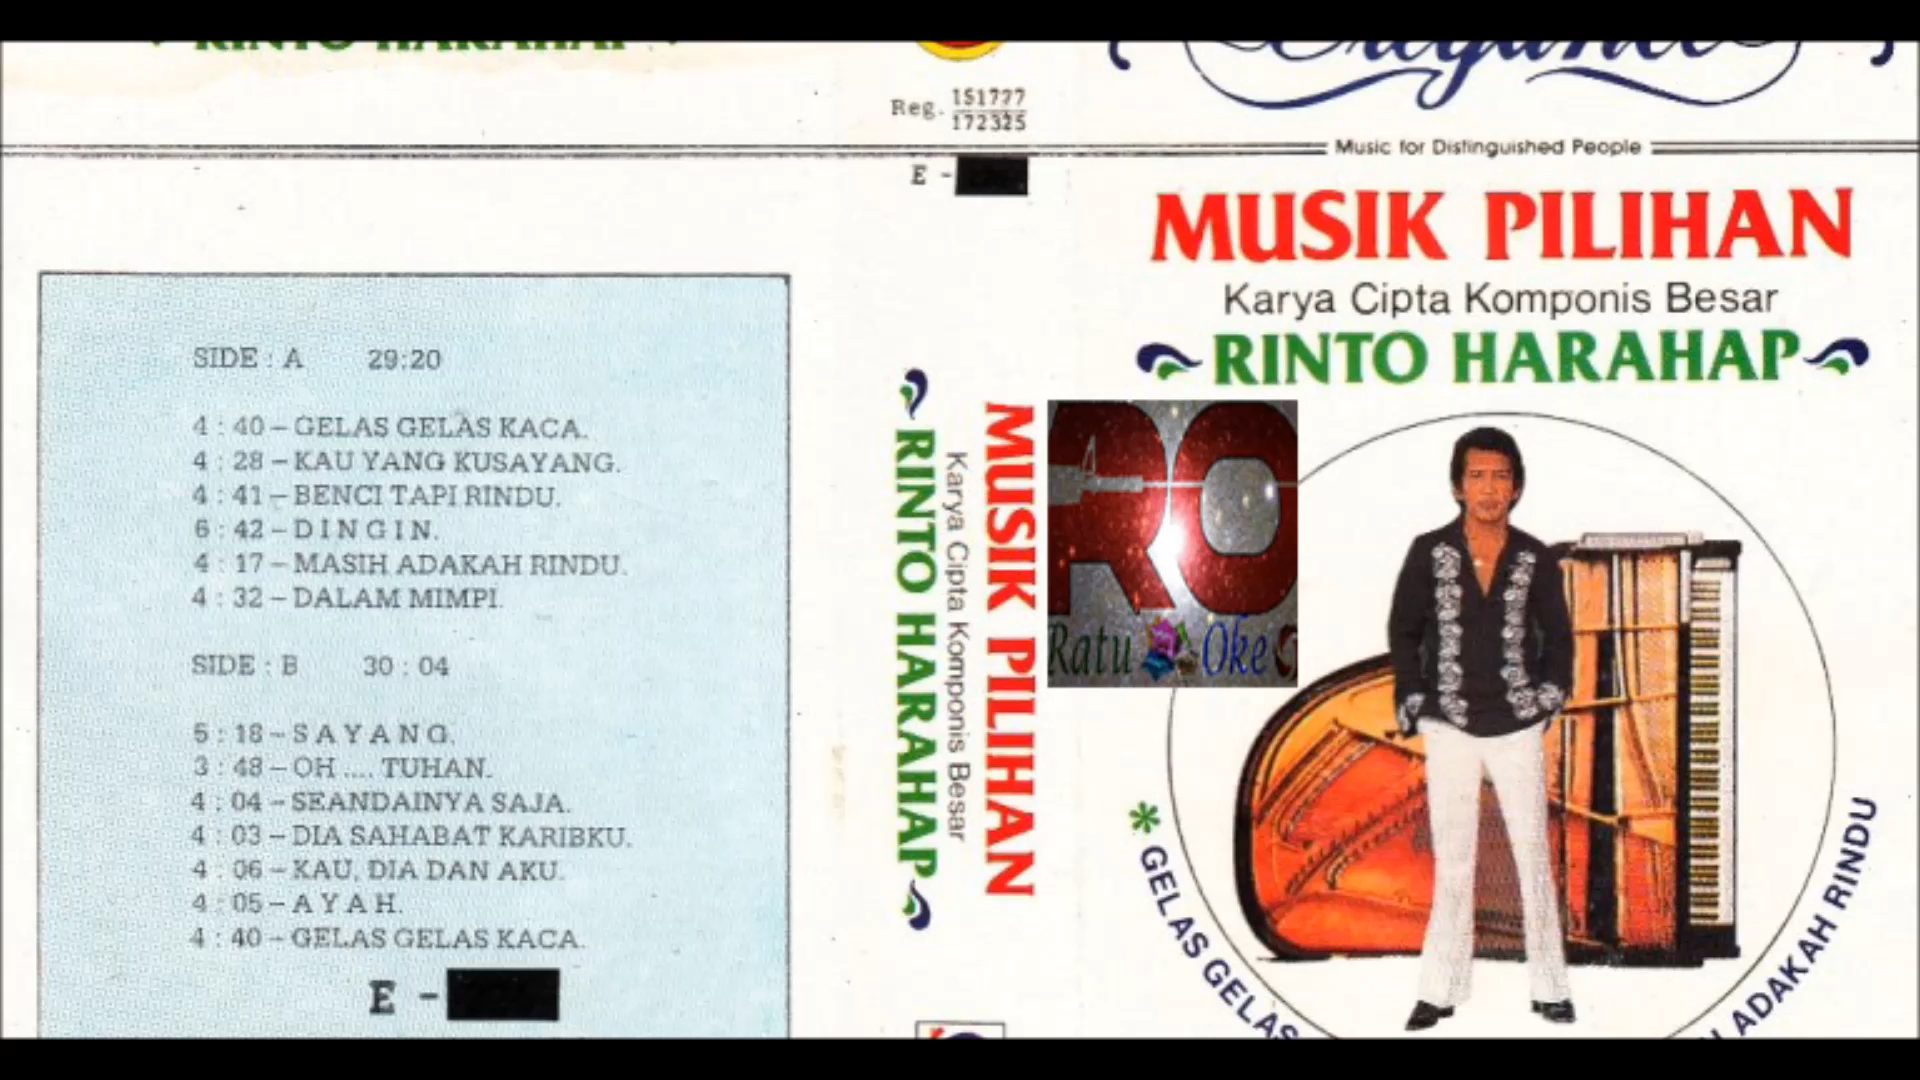 RINTO HARAHAP
Reg. 151777
172325
E -
SIDE : A 29:20
4 : 40 – GELAS GELAS KACA.
4 : 28 – KAU YANG KUSAYANG.
4 : 41 – BENCI TAPI RINDU.
6 : 42 – D I N G I N.
4 : 17 – MASIH ADAKAH RINDU.
4 : 32 – DALAM MIMPI.
SIDE : B 30 : 04
5 : 18 – S A Y A N G.
3 : 48 – OH .... TUHAN.
4 : 04 – SEANDAINYA SAJA.
4 : 03 – DIA SAHABAT KARIBKU.
4 : 06 – KAU, DIA DAN AKU.
4 : 05 – A Y A H.
4 : 40 – GELAS GELAS KACA.
E -
MUSIK PILIHAN
Karya Cipta Komponis Besar
RINTO HARAHAP
Elegance
Music for Distinguished People
MUSIK PILIHAN
Karya Cipta Komponis Besar
RINTO HARAHAP
RO
Ratu Oke
* GELAS GELAS
ADAKAH RINDU